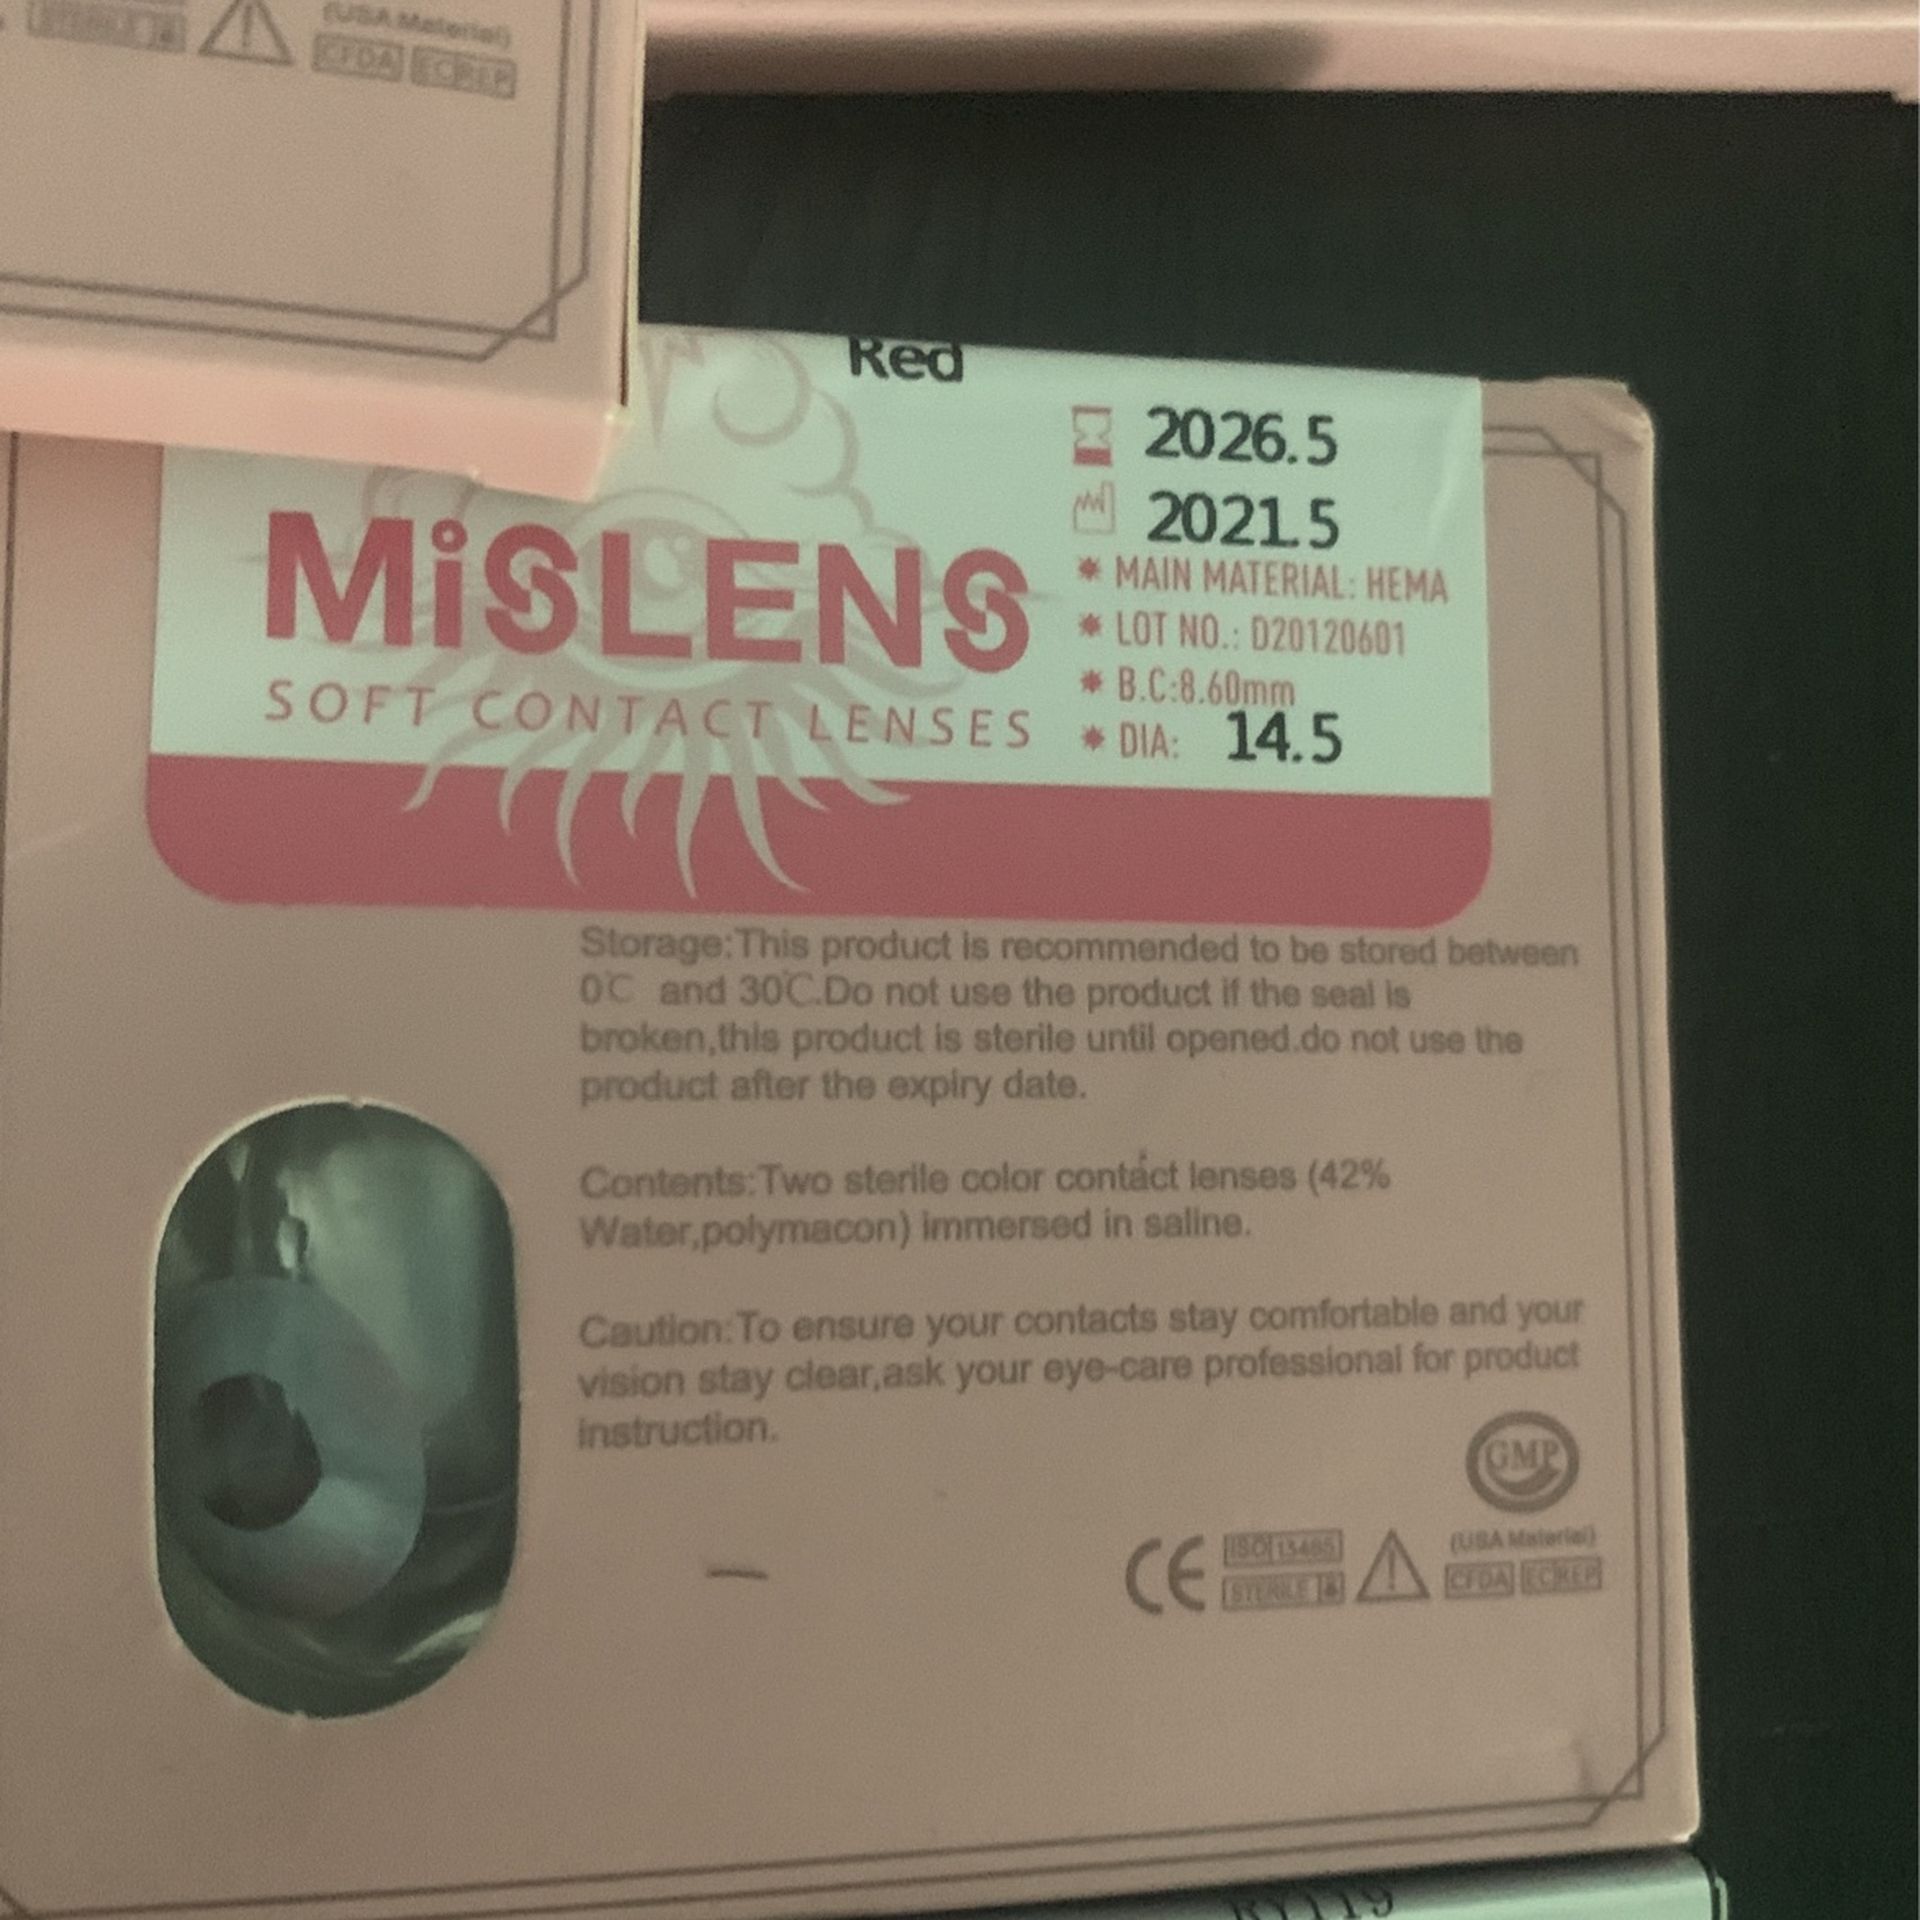 (USA Material)
STERILE
CFDA EC REP
Red
2026.5
2021.5
MiSLENS
SOFT CONTACT LENSES
* MAIN MATERIAL: HEMA
* LOT NO.: D20120601
* B.C:8.60mm
* DIA: 14.5
Storage:This product is recommended to be stored between
0℃ and 30℃.Do not use the product if the seal is
broken,this product is sterile until opened.do not use the
product after the expiry date.
Contents:Two sterile color contact lenses (42%
Water,polymacon) immersed in saline.
Caution:To ensure your contacts stay comfortable and your
vision stay clear,ask your eye-care professional for product
instruction.
GMP
CE ISO 13485 (USA Material)
STERILE CFDA EC REP